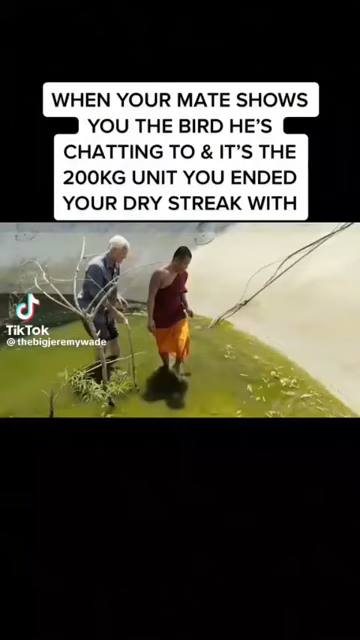 WHEN YOUR MATE SHOWS
YOU THE BIRD HE'S
CHATTING TO & IT'S THE
200KG UNIT YOU ENDED
YOUR DRY STREAK WITH
TikTok
@thebigjeremywade